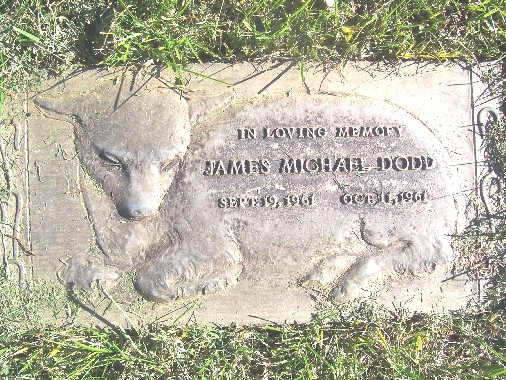 IN LOVING MEMORY
JAMES MICHAEL DODD
SEPT. 19, 1961 OCT. 1, 1961